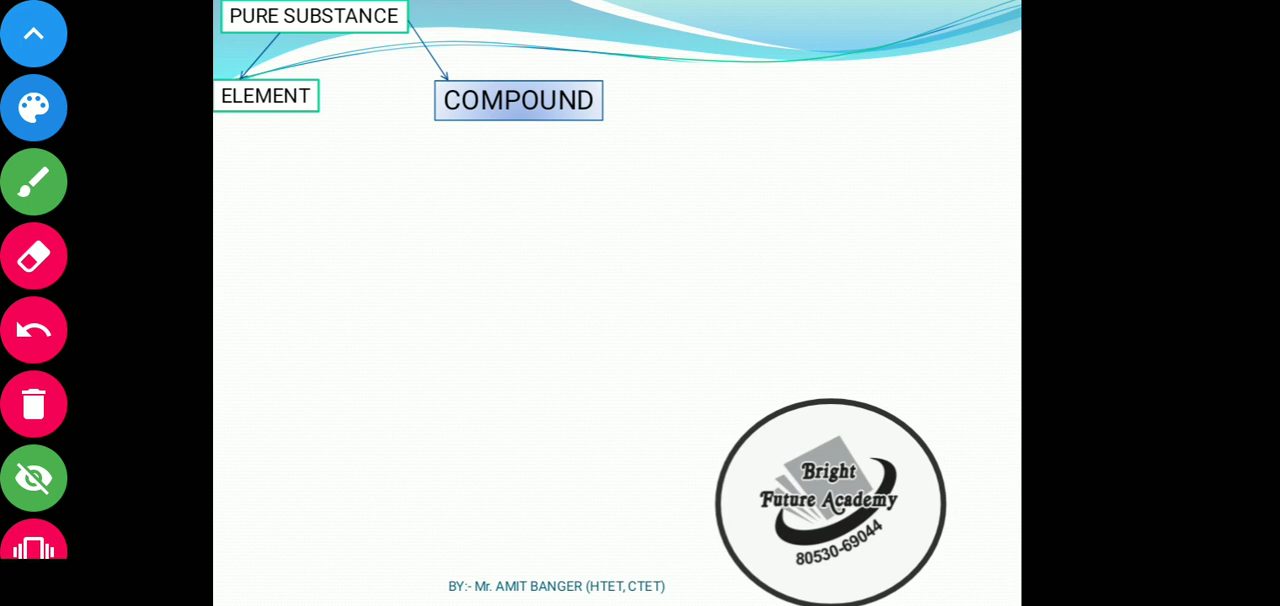 PURE SUBSTANCE
ELEMENT
COMPOUND
Bright
Future Academy
80530-69044
BY:- Mr. AMIT BANGER (HTET, CTET)